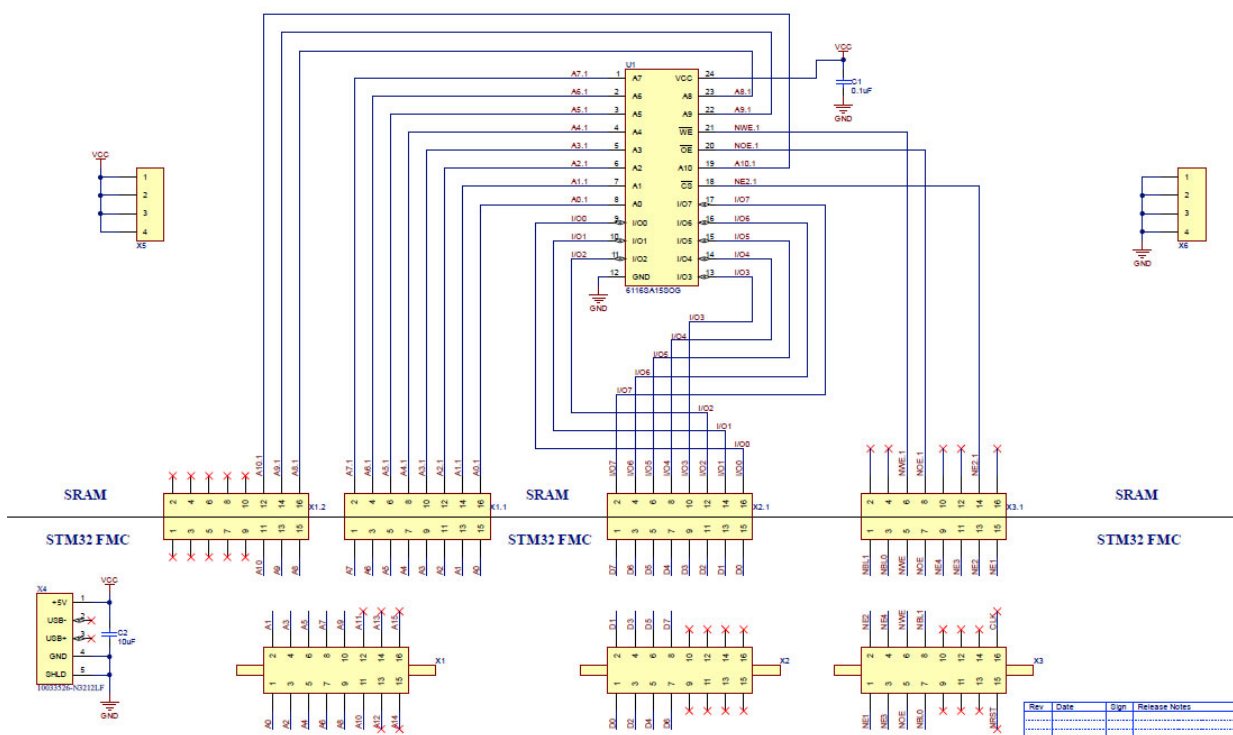 VCC
C1
0.1uF
GND
U1
A7.1 1 A7 VCC 24
A6.1 2 A6 A8 23 A8.1
A5.1 3 A5 A9 22 A9.1
A4.1 4 A4 WE 21 NWE.1
A3.1 5 A3 OE 20 NOE.1
A2.1 6 A2 A10 19 A10.1
A1.1 7 A1 CS 18 NE2.1
A0.1 8 A0 I/O7 17 I/O7
I/O0 9 I/O0 I/O6 16 I/O6
I/O1 10 I/O1 I/O5 15 I/O5
I/O2 11 I/O2 I/O4 14 I/O4
12 GND I/O3 13 I/O3
GND
6116SA15SOG
VCC
1
2
3
4
X5
1
2
3
4
X6
GND
I/O3
I/O4
I/O5
I/O6
I/O7
I/O2
I/O1
I/O0
A10.1 A9.1 A8.1
A7.1 A6.1 A5.1 A4.1 A3.1 A2.1 A1.1 A0.1
I/O7 I/O6 I/O5 I/O4 I/O3 I/O2 I/O1 I/O0
NWE.1 NOE.1 NE2.1
SRAM SRAM SRAM
2 4 6 8 10 12 14 16 X1.2
1 3 5 7 9 11 13 15
2 4 6 8 10 12 14 16 X1.1
1 3 5 7 9 11 13 15
2 4 6 8 10 12 14 16 X2.1
1 3 5 7 9 11 13 15
2 4 6 8 10 12 14 16 X3.1
1 3 5 7 9 11 13 15
STM32 FMC STM32 FMC STM32 FMC
A10 A9 A8
A7 A6 A5 A4 A3 A2 A1 A0
D7 D6 D5 D4 D3 D2 D1 D0
NBL1 NBL0 NWE NOE NE4 NE3 NE2 NE1
X4
VCC
+5V 1
USB- 2
USB+ 3
GND 4
SHLD 5
10033526-N3212LF
C2
10uF
GND
A1 A3 A5 A7 A9 A11 A13 A15
2 4 6 8 10 12 14 16 X1
1 3 5 7 9 11 13 15
A0 A2 A4 A6 A8 A10 A12 A14
D1 D3 D5 D7
2 4 6 8 10 12 14 16 X2
1 3 5 7 9 11 13 15
D0 D2 D4 D6
NE2 NE4 NWE NBL1 CLK
2 4 6 8 10 12 14 16 X3
1 3 5 7 9 11 13 15
NE1 NE3 NOE NBL0 NRST
Rev Date Sign Release Notes